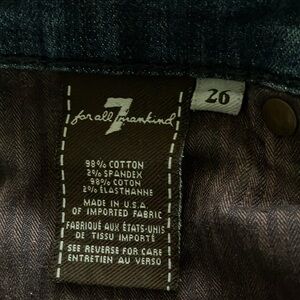 7
for all mankind
26
98% COTTON
2% SPANDEX
98% COTON
2% ELASTHANNE
MADE IN U.S.A.
OF IMPORTED FABRIC
FABRIQUÉ AUX ÉTATS-UNIS
DE TISSU IMPORTÉ
SEE REVERSE FOR CARE
ENTRETIEN AU VERSO